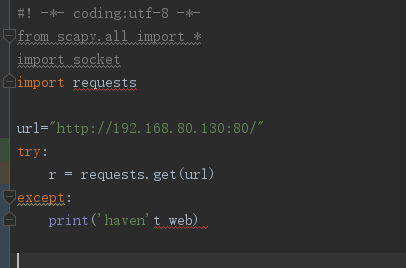 #! -*- coding:utf-8 -*-
from scapy.all import *
import socket
import requests
url="http://192.168.80.130:80/"
try:
    r = requests.get(url)
except:
    print('haven't web)